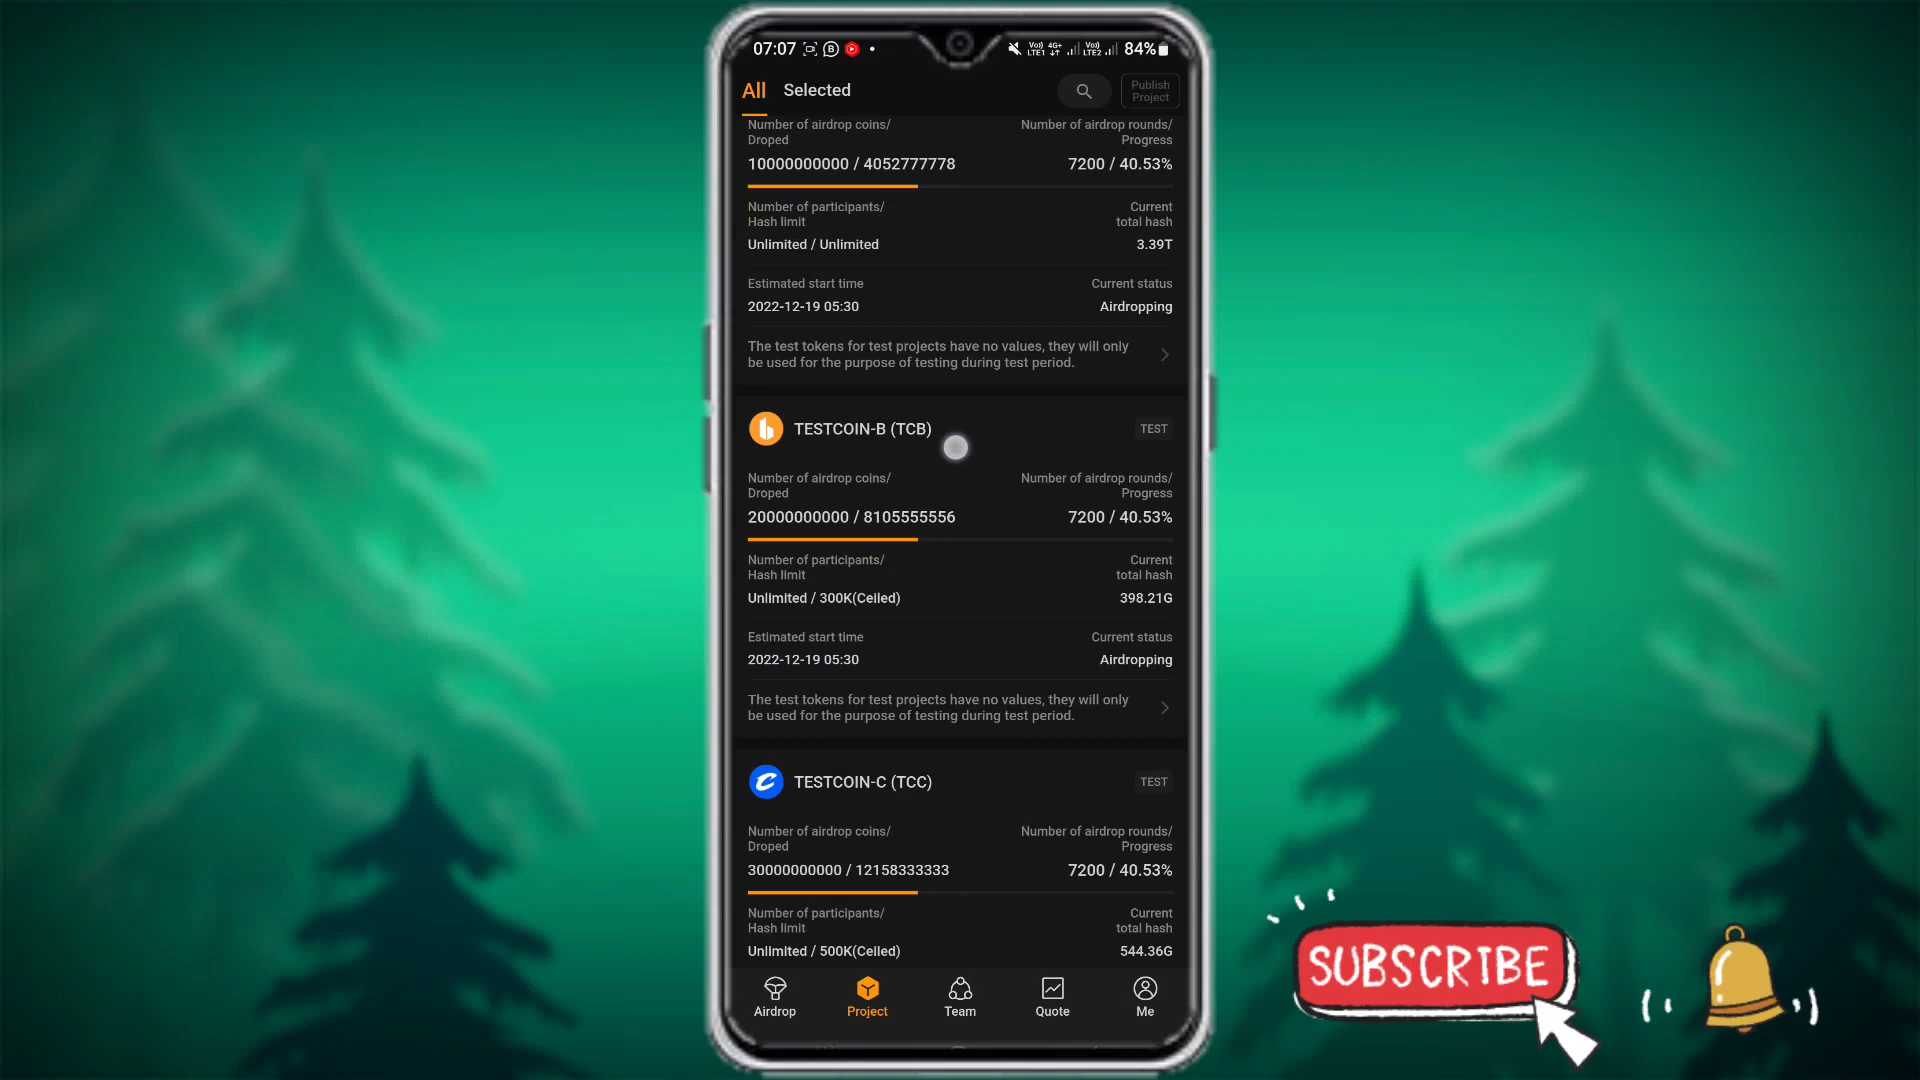 07:07 84%
All Selected
Publish
Project
Number of airdrop coins/
Droped
Number of airdrop rounds/
Progress
10000000000 / 4052777778
7200 / 40.53%
Number of participants/
Hash limit
Current
total hash
Unlimited / Unlimited
3.39T
Estimated start time
Current status
2022-12-19 05:30
Airdropping
The test tokens for test projects have no values, they will only
be used for the purpose of testing during test period.
TESTCOIN-B (TCB)
TEST
Number of airdrop coins/
Droped
Number of airdrop rounds/
Progress
20000000000 / 8105555556
7200 / 40.53%
Number of participants/
Hash limit
Current
total hash
Unlimited / 300K(Ceiled)
398.21G
Estimated start time
Current status
2022-12-19 05:30
Airdropping
The test tokens for test projects have no values, they will only
be used for the purpose of testing during test period.
TESTCOIN-C (TCC)
TEST
Number of airdrop coins/
Droped
Number of airdrop rounds/
Progress
30000000000 / 12158333333
7200 / 40.53%
Number of participants/
Hash limit
Current
total hash
Unlimited / 500K(Ceiled)
544.36G
Airdrop
Project
Team
Quote
Me
SUBSCRIBE